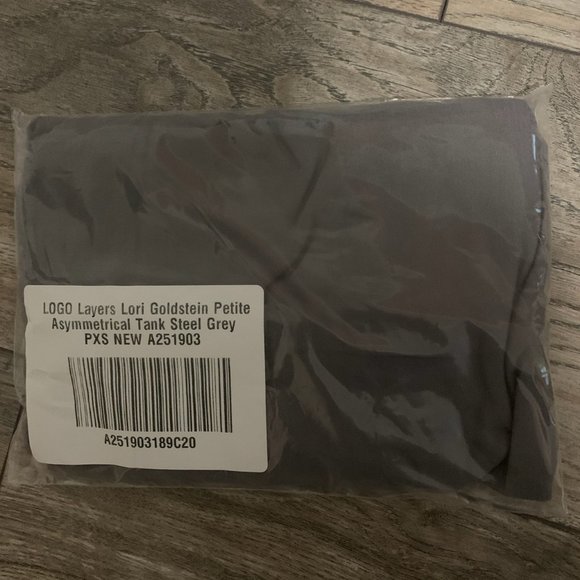 LOGO Layers Lori Goldstein Petite
Asymmetrical Tank Steel Grey
PXS NEW A251903
A251903189C20